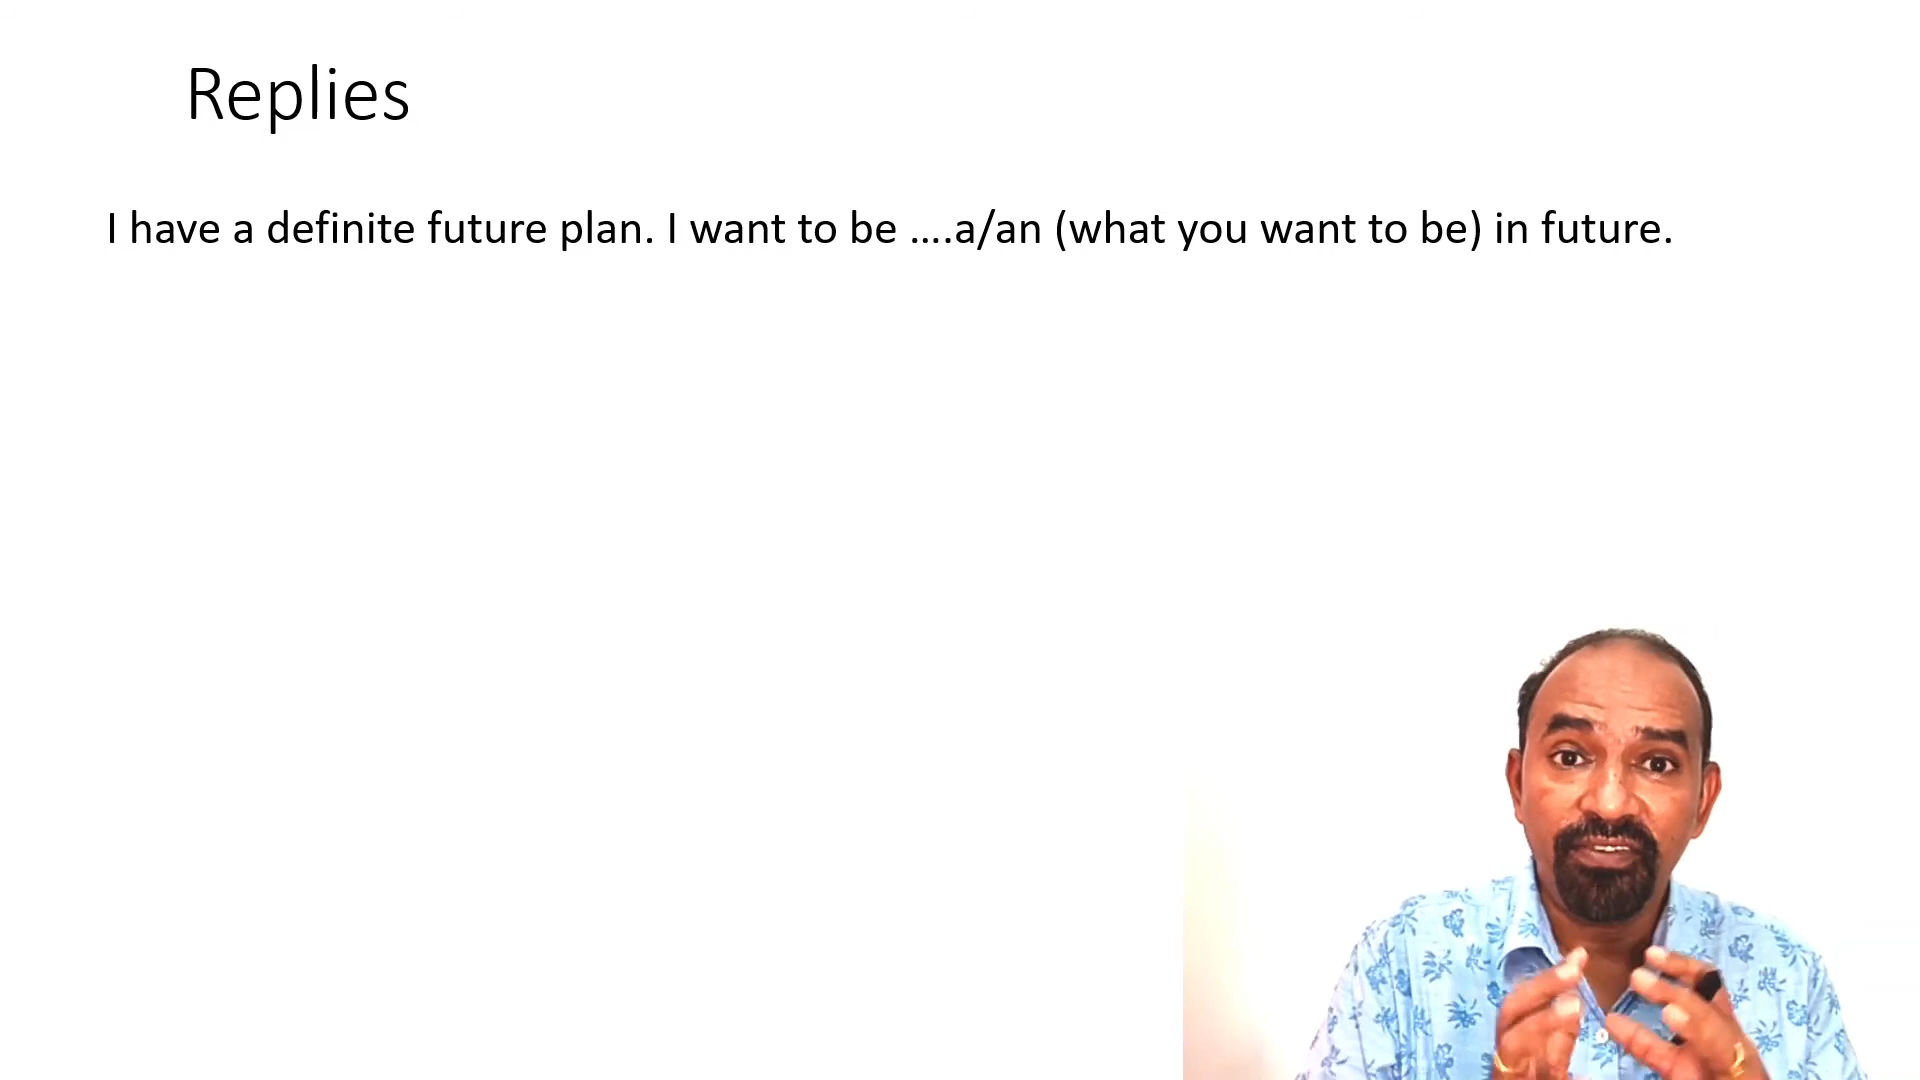 Replies
I have a definite future plan. I want to be ....a/an (what you want to be) in future.